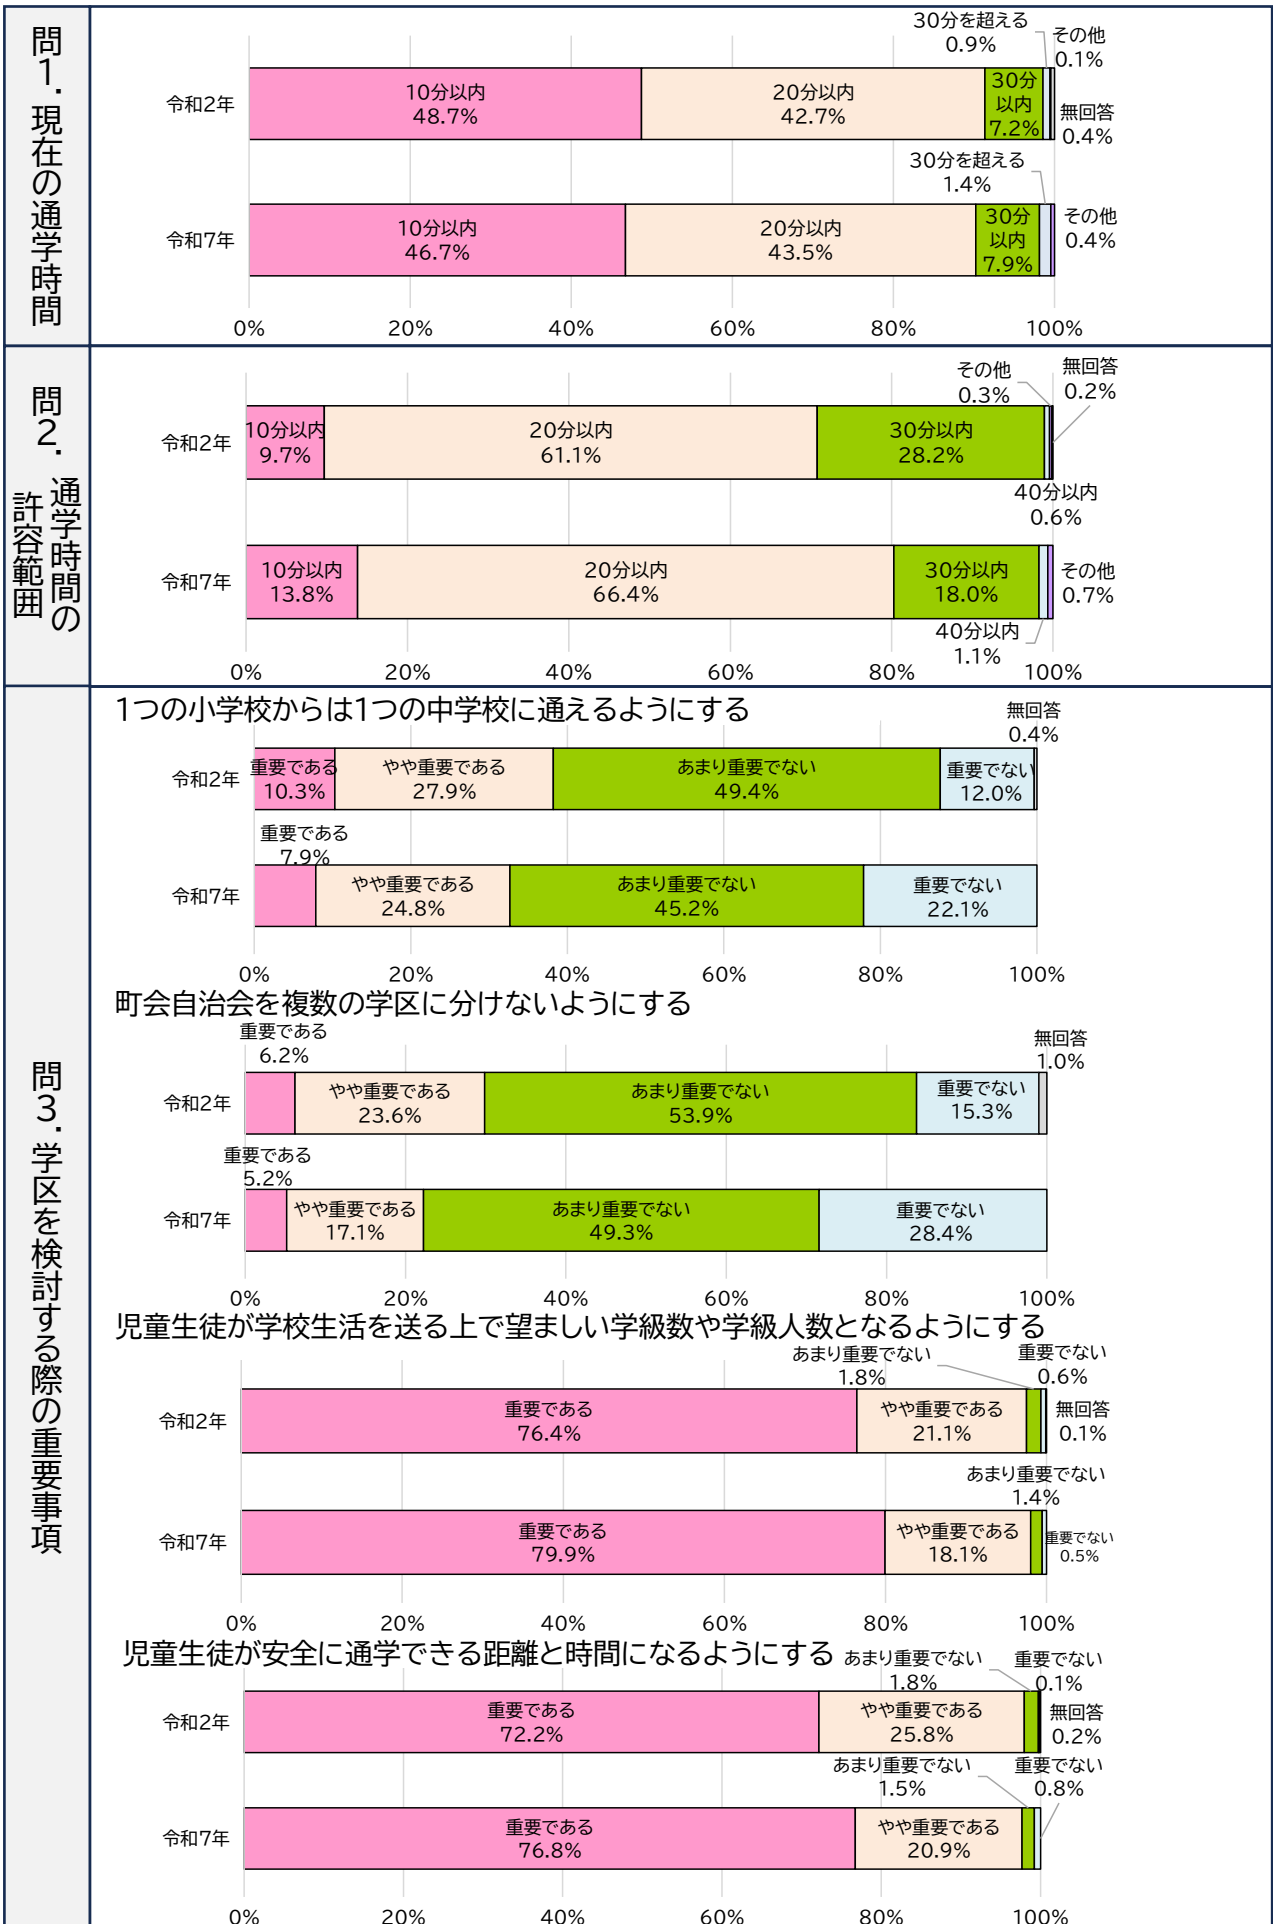 問1．現在の通学時間
30分を超える
0.9%
その他
0.1%
令和2年
10分以内
48.7%
20分以内
42.7%
30分
以内
7.2%
無回答
0.4%
30分を超える
1.4%
令和7年
10分以内
46.7%
20分以内
43.5%
30分
以内
7.9%
その他
0.4%
0% 20% 40% 60% 80% 100%
問2．通学時間の
許容範囲
その他
0.3%
無回答
0.2%
令和2年
10分以内
9.7%
20分以内
61.1%
30分以内
28.2%
40分以内
0.6%
令和7年
10分以内
13.8%
20分以内
66.4%
30分以内
18.0%
その他
0.7%
40分以内
1.1%
0% 20% 40% 60% 80% 100%
問3．学区を検討する際の重要事項
1つの小学校からは1つの中学校に通えるようにする
無回答
0.4%
令和2年
重要である
10.3%
やや重要である
27.9%
あまり重要でない
49.4%
重要でない
12.0%
重要である
7.9%
令和7年
やや重要である
24.8%
あまり重要でない
45.2%
重要でない
22.1%
0% 20% 40% 60% 80% 100%
町会自治会を複数の学区に分けないようにする
重要である
6.2%
無回答
1.0%
令和2年
やや重要である
23.6%
あまり重要でない
53.9%
重要でない
15.3%
重要である
5.2%
令和7年
やや重要である
17.1%
あまり重要でない
49.3%
重要でない
28.4%
0% 20% 40% 60% 80% 100%
児童生徒が学校生活を送る上で望ましい学級数や学級人数となるようにする
あまり重要でない
1.8%
重要でない
0.6%
令和2年
重要である
76.4%
やや重要である
21.1%
無回答
0.1%
あまり重要でない
1.4%
令和7年
重要である
79.9%
やや重要である
18.1%
重要でない
0.5%
0% 20% 40% 60% 80% 100%
児童生徒が安全に通学できる距離と時間になるようにする
あまり重要でない
1.8%
重要でない
0.1%
令和2年
重要である
72.2%
やや重要である
25.8%
無回答
0.2%
あまり重要でない
1.5%
重要でない
0.8%
令和7年
重要である
76.8%
やや重要である
20.9%
0% 20% 40% 60% 80% 100%